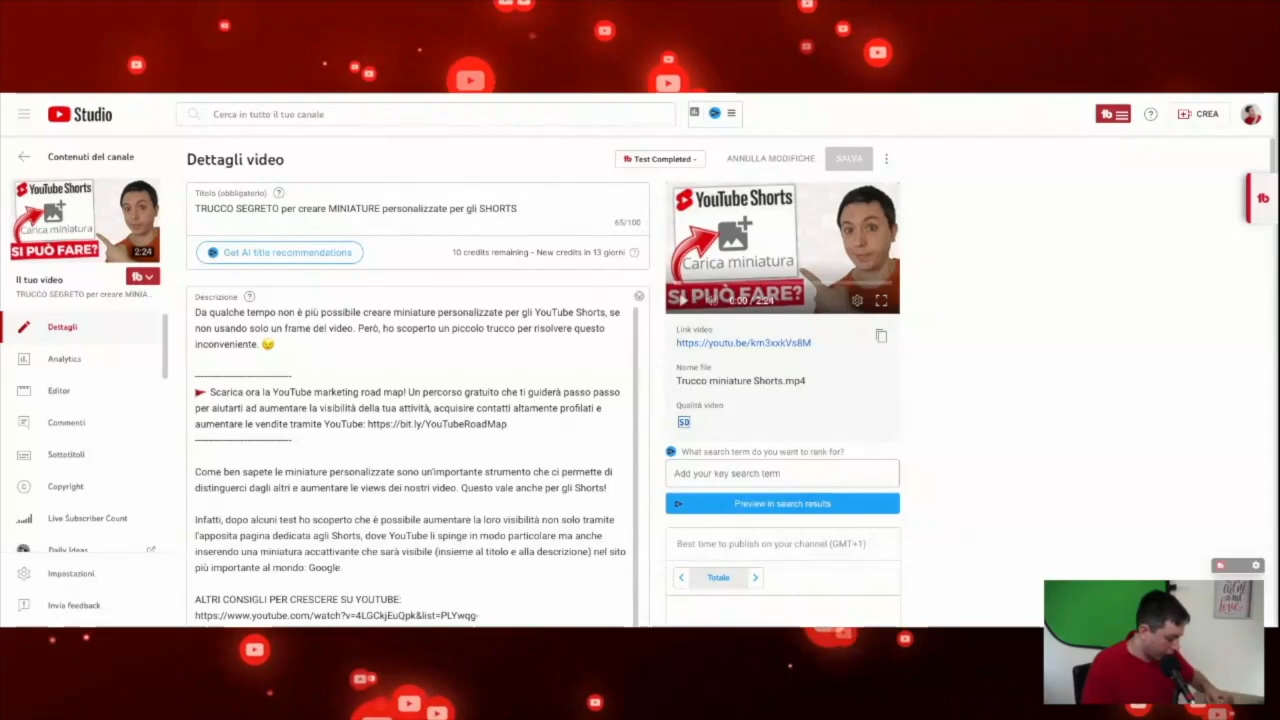 Studio
Cerca in tutto il tuo canale
CREA
Contenuti del canale
Dettagli video
Test Completed
ANNULLA MODIFICHE
SALVA
YouTube Shorts
Carica miniatura
SI PUÒ FARE?
2:24
Il tuo video
TRUCCO SEGRETO per creare MINIA...
Dettagli
Analytics
Editor
Commenti
Sottotitoli
Copyright
Live Subscriber Count
Daily Ideas
Impostazioni
Invia feedback
Titolo (obbligatorio)
TRUCCO SEGRETO per creare MINIATURE personalizzate per gli SHORTS
65/100
Get AI title recommendations
10 credits remaining - New credits in 13 giorni
Descrizione
Da qualche tempo non è più possibile creare miniature personalizzate per gli YouTube Shorts, se
non usando solo un frame del video. Però, ho scoperto un piccolo trucco per risolvere questo
inconveniente. 😉
------------------------------
Scarica ora la YouTube marketing road map! Un percorso gratuito che ti guiderà passo passo
per aiutarti ad aumentare la visibilità della tua attività, acquisire contatti altamente profilati e
aumentare le vendite tramite YouTube: https://bit.ly/YouTubeRoadMap
------------------------------
Come ben sapete le miniature personalizzate sono un'importante strumento che ci permette di
distinguerci dagli altri e aumentare le views dei nostri video. Questo vale anche per gli Shorts!
Infatti, dopo alcuni test ho scoperto che è possibile aumentare la loro visibilità non solo tramite
l'apposita pagina dedicata agli Shorts, dove YouTube li spinge in modo particolare ma anche
inserendo una miniatura accattivante che sarà visibile (insieme al titolo e alla descrizione) nel sito
più importante al mondo: Google.
ALTRI CONSIGLI PER CRESCERE SU YOUTUBE:
https://www.youtube.com/watch?v=4LGCkjEuQpk&list=PLYwqg-
YouTube Shorts
Carica miniatura
SI PUÒ FARE?
0:00 / 2:24
Link video
https://youtu.be/krn3xxkVs8M
Nome file
Trucco miniature Shorts.mp4
Qualità video
SD
What search term do you want to rank for?
Add your key search term
Preview in search results
Best time to publish on your channel (GMT+1)
Totale